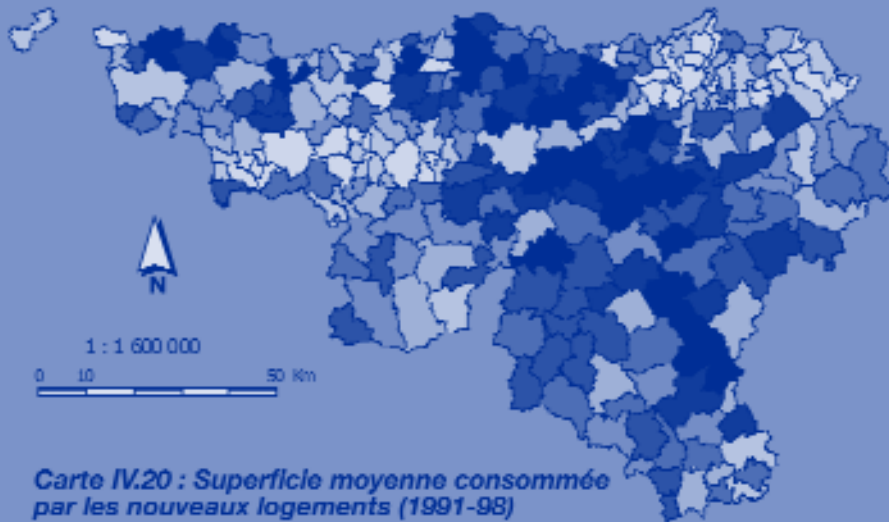 N
1 : 1 600 000
0 10 50 Km
Carte IV.20 : Superficie moyenne consommée
par les nouveaux logements (1991-98)